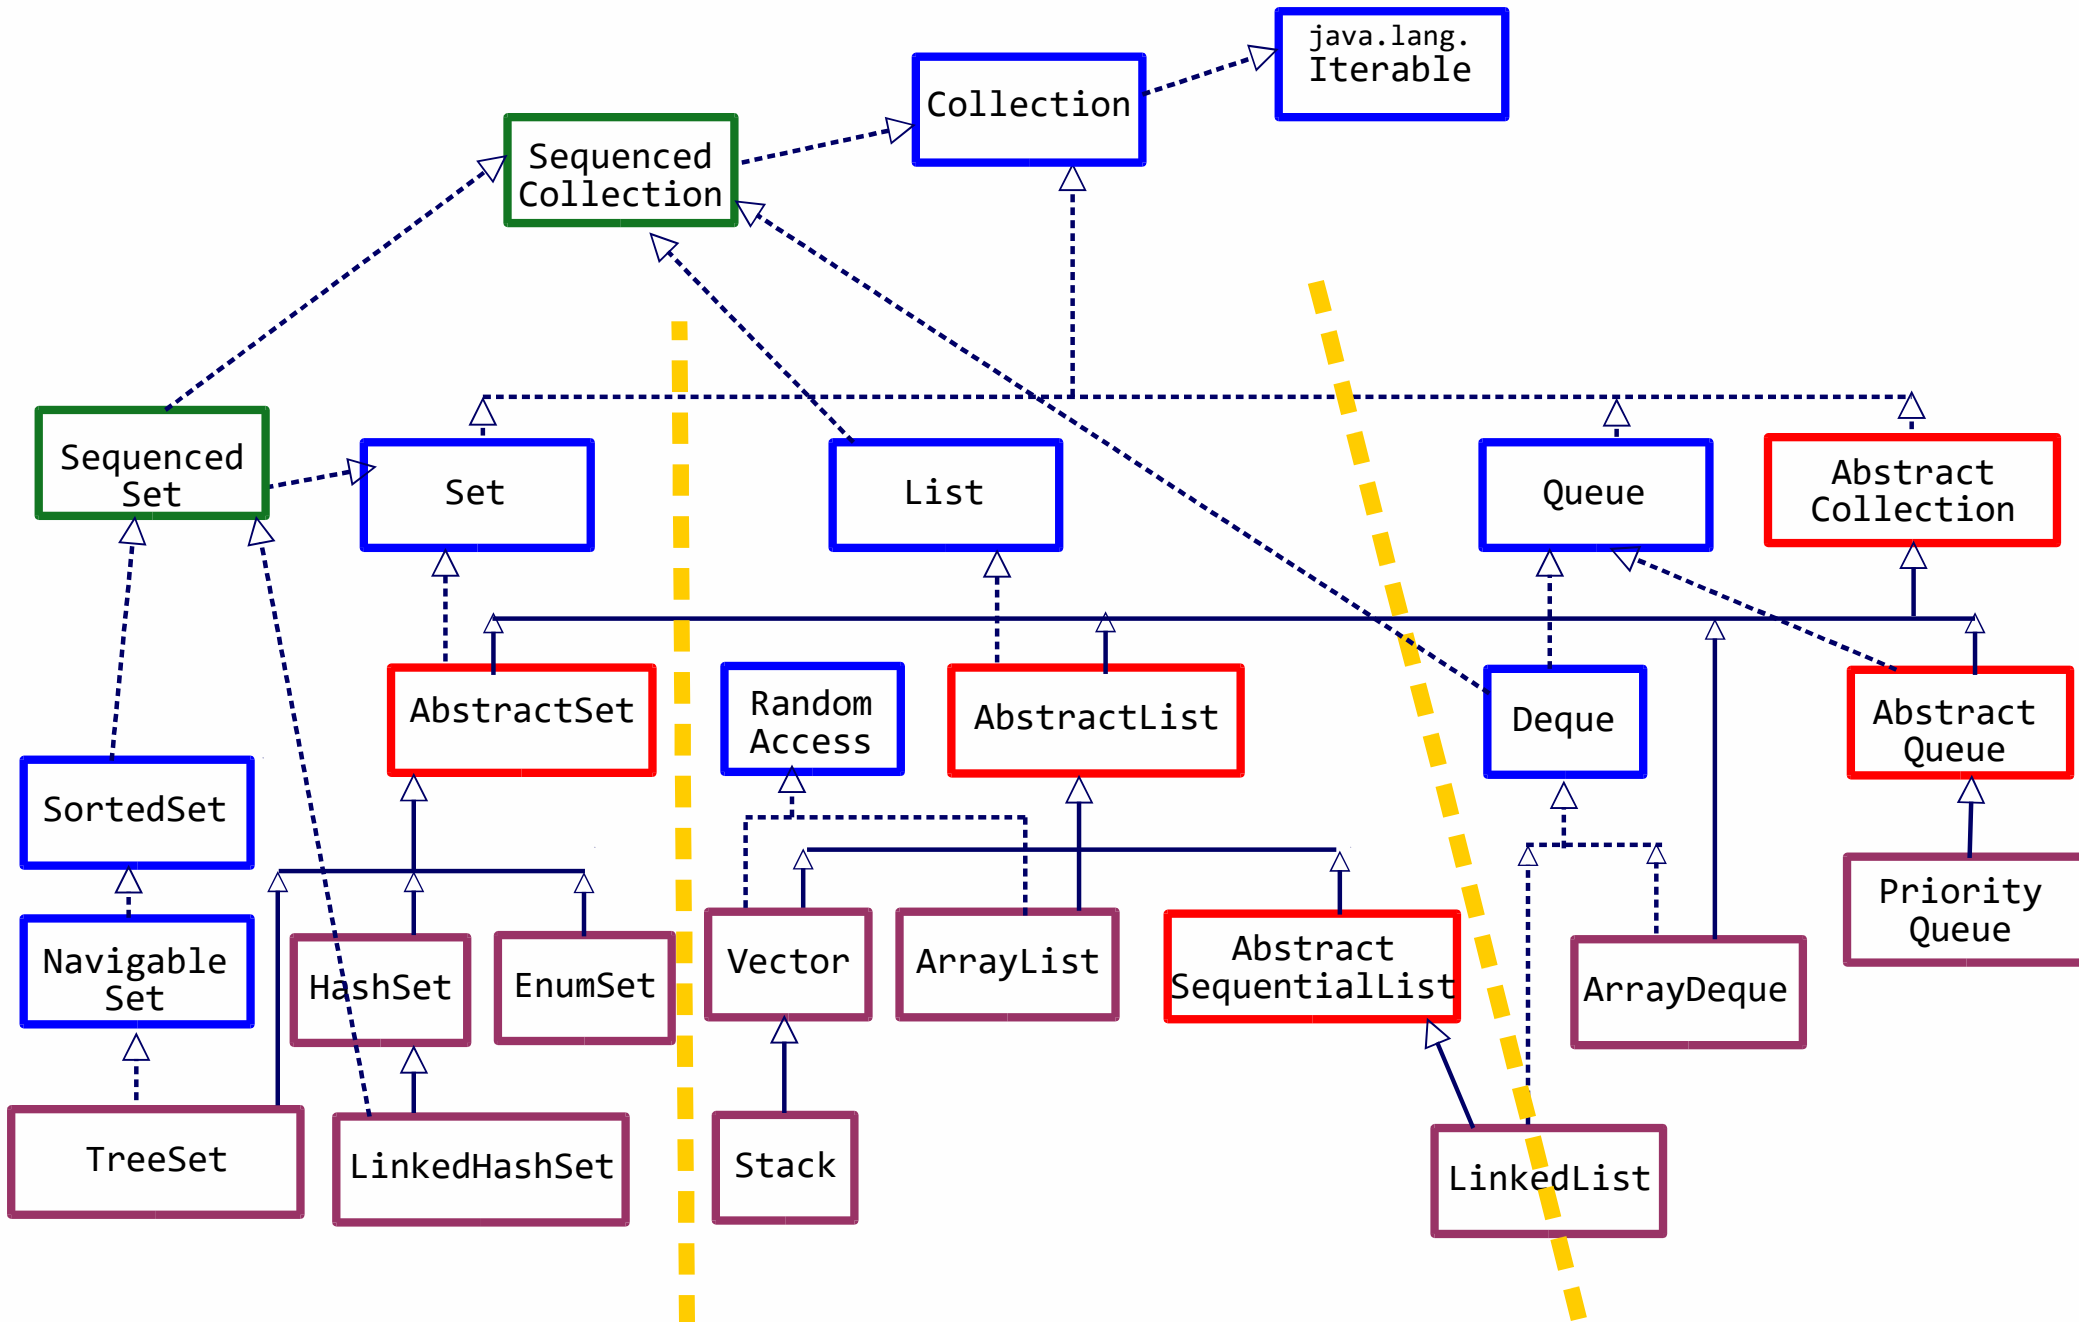 java.lang.
Iterable
Collection
Sequenced
Collection
Sequenced
Set
Set
List
Queue
Abstract
Collection
AbstractSet
Random
Access
AbstractList
Deque
Abstract
Queue
SortedSet
Navigable
Set
HashSet
EnumSet
Vector
ArrayList
Abstract
SequentialList
ArrayDeque
Priority
Queue
TreeSet
LinkedHashSet
Stack
LinkedList